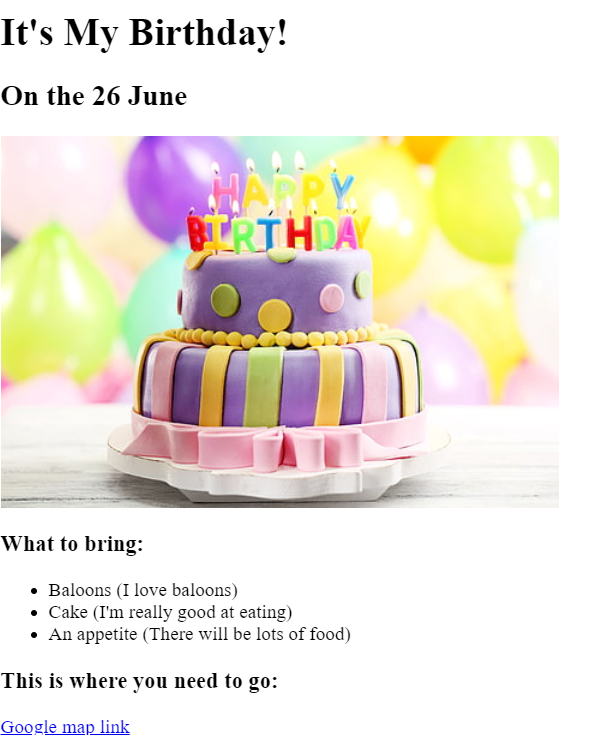 It's My Birthday!
On the 26 June
HAPPY
BIRTHDAY
What to bring:
Baloons (I love baloons)
Cake (I'm really good at eating)
An appetite (There will be lots of food)
This is where you need to go:
Google map link